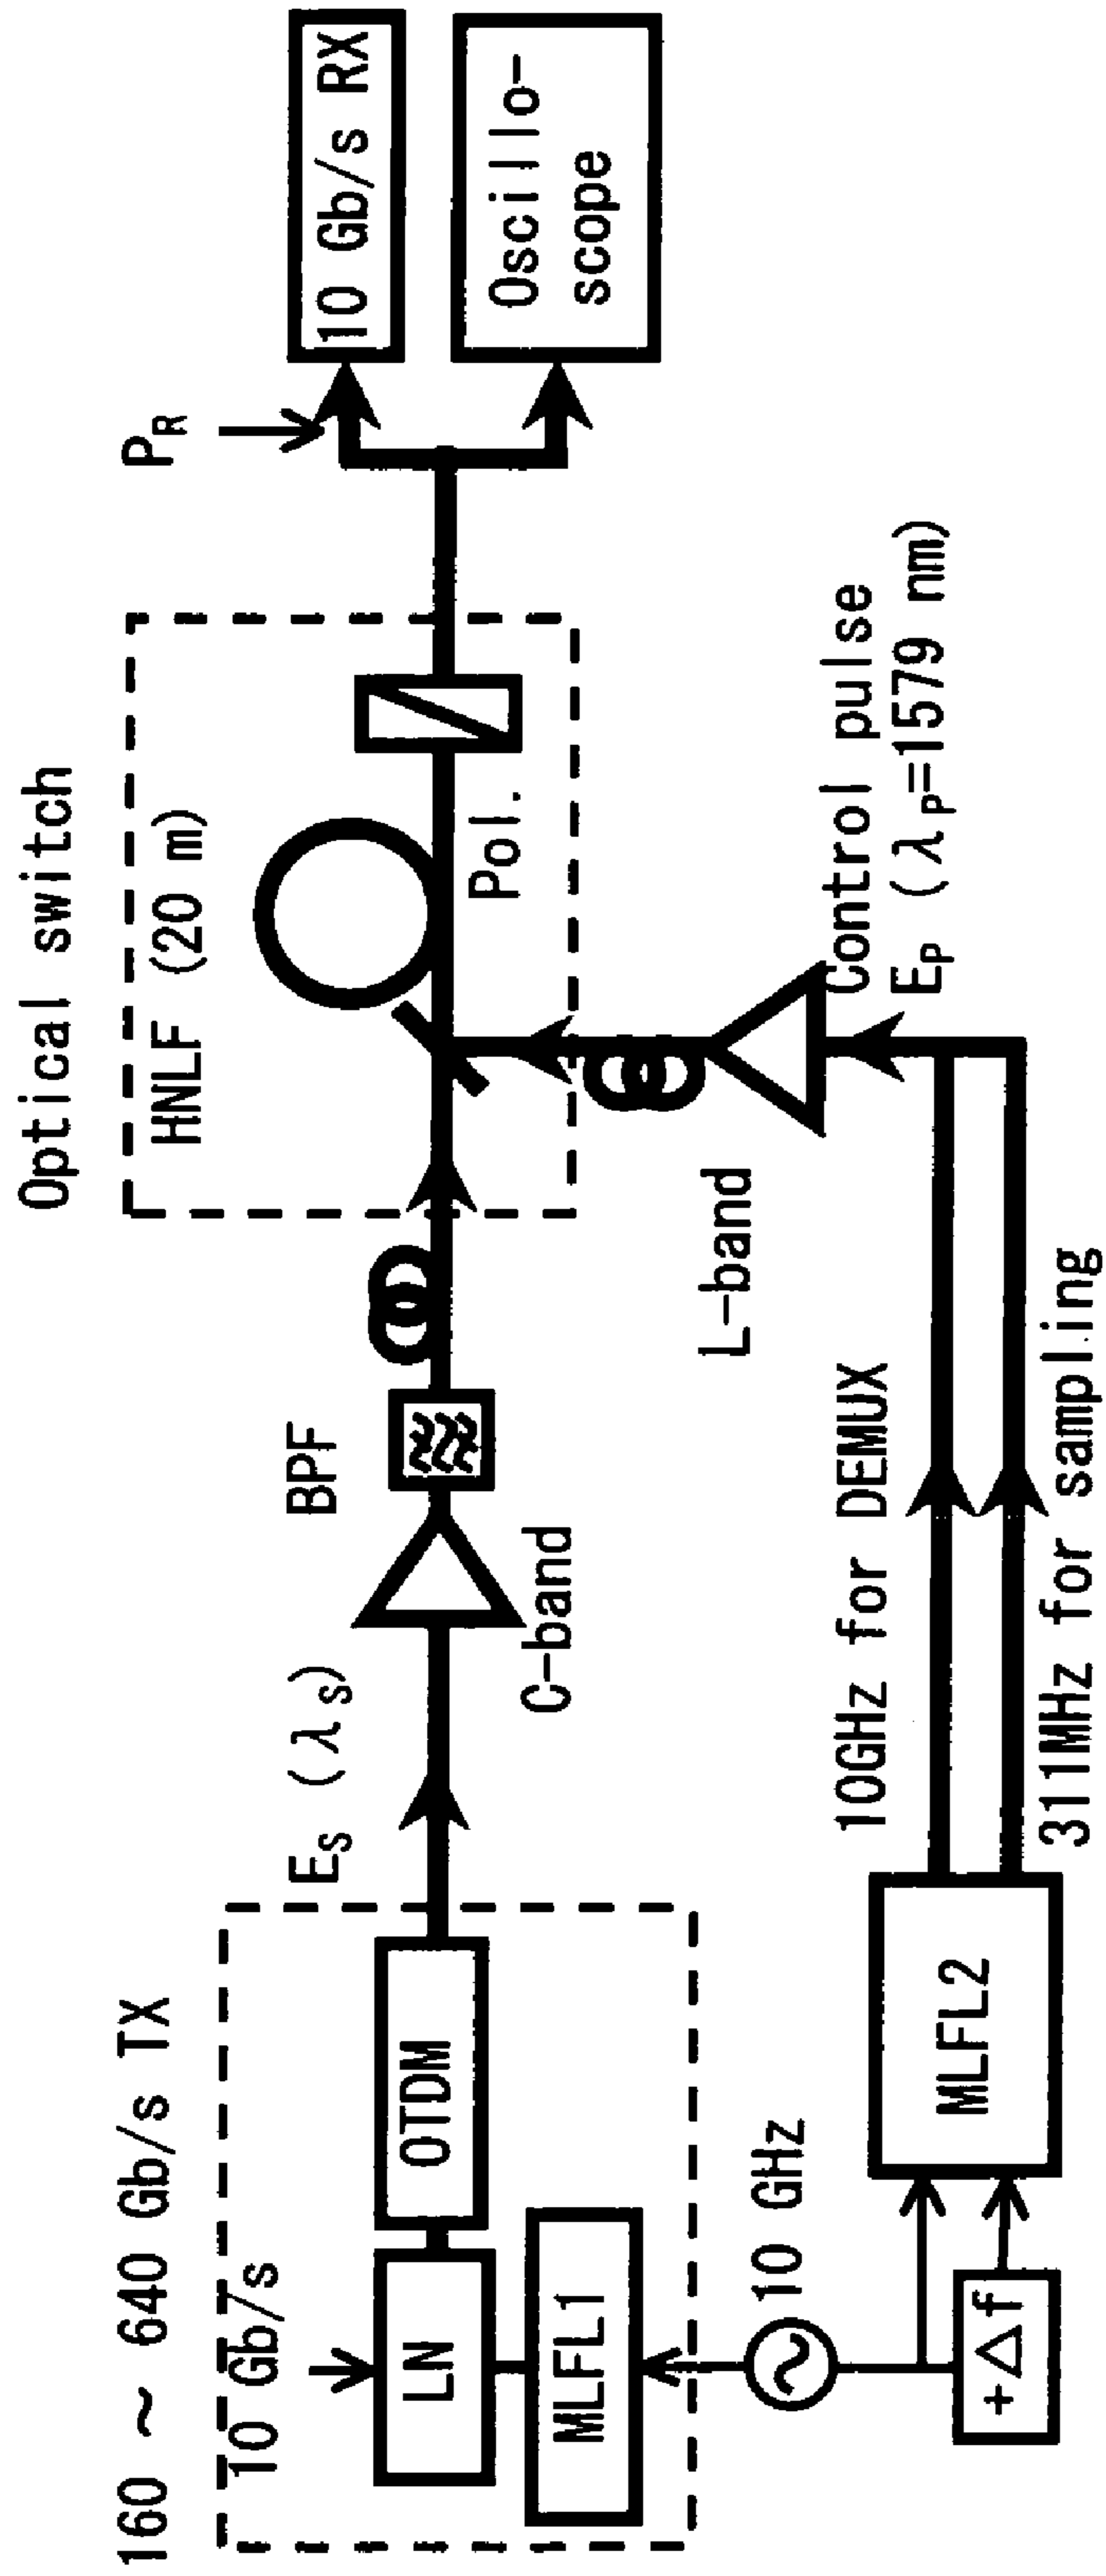 160 ~ 640 Gb/s TX
10 Gb/s
LN
OTDM
MLFL1
10 GHz
+Δf
MLFL2
E_S (λ_S)
C-band
BPF
10GHz for DEMUX
311MHz for sampling
L-band
Optical switch
HNLF (20 m)
Pol.
Control pulse
E_P (λ_P=1579 nm)
P_R
10 Gb/s RX
Oscillo-
scope